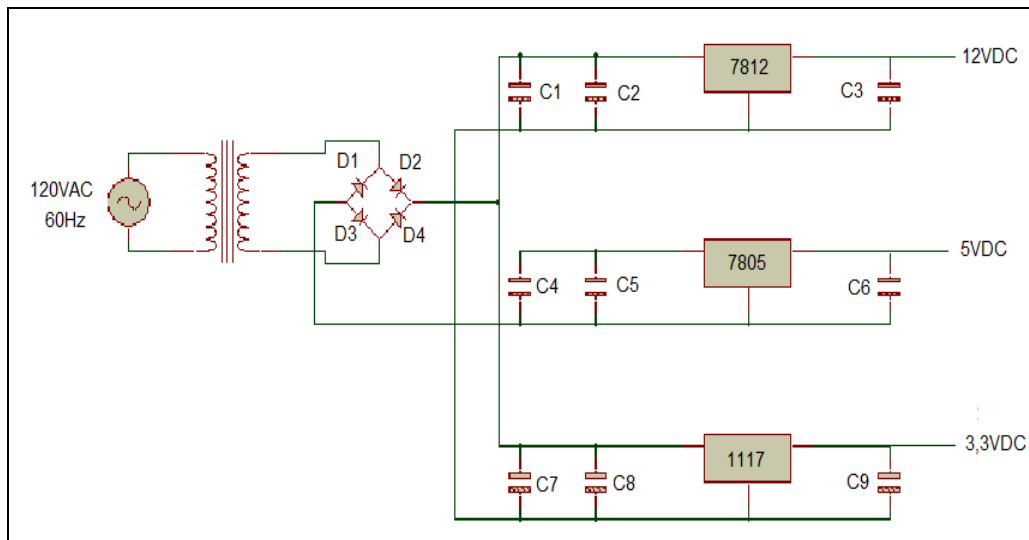 7812
12VDC
C1
C2
C3
D1
D2
120VAC
60Hz
D3
D4
7805
5VDC
C4
C5
C6
1117
3,3VDC
C7
C8
C9